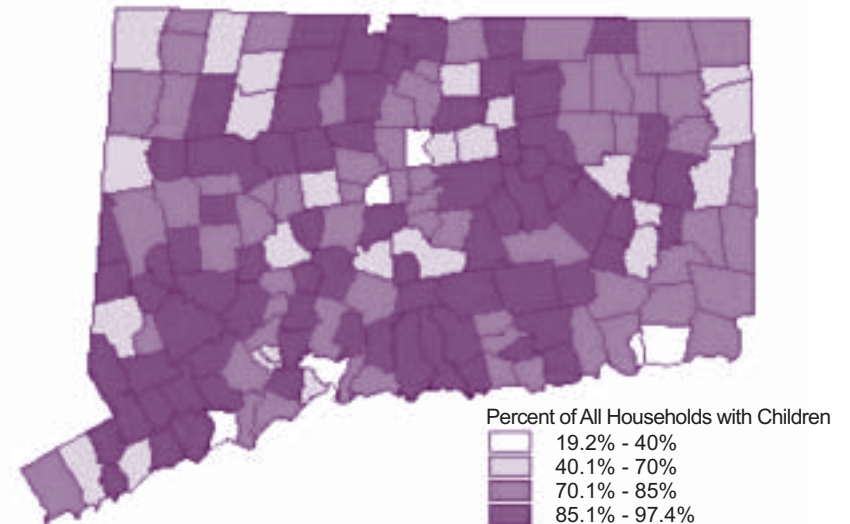 Percent of All Households with Children
19.2% - 40%
40.1% - 70%
70.1% - 85%
85.1% - 97.4%